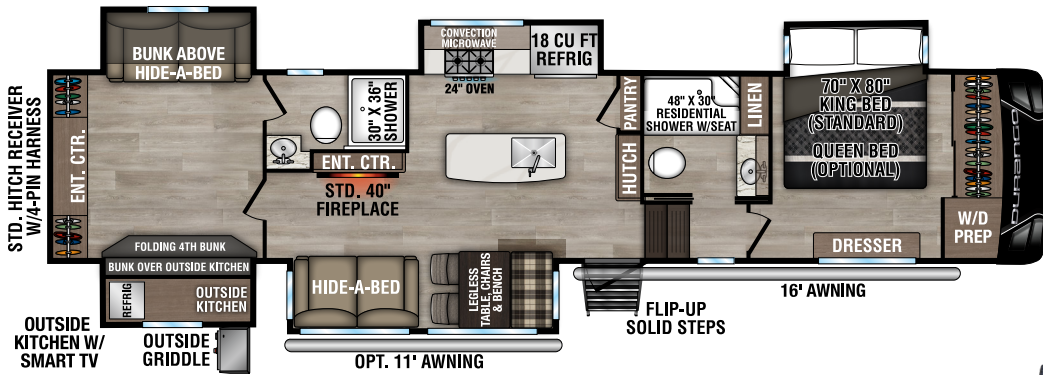 STD. HITCH RECEIVER
W/4-PIN HARNESS
ENT. CTR.
BUNK ABOVE
HIDE-A-BED
FOLDING 4TH BUNK
BUNK OVER OUTSIDE KITCHEN
REFRIG
OUTSIDE
KITCHEN
OUTSIDE
KITCHEN W/
SMART TV
OUTSIDE
GRIDDLE
30" X 36"
SHOWER
ENT. CTR.
STD. 40"
FIREPLACE
HIDE-A-BED
LEGLESS
TABLE, CHAIRS
& BENCH
OPT. 11' AWNING
CONVECTION
MICROWAVE
24" OVEN
18 CU FT
REFRIG
PANTRY
HUTCH
48" X 30"
RESIDENTIAL
SHOWER W/SEAT
LINEN
FLIP-UP
SOLID STEPS
16' AWNING
70" X 80"
KING BED
(STANDARD)
QUEEN BED
(OPTIONAL)
DRESSER
W/D
PREP
DURANGO